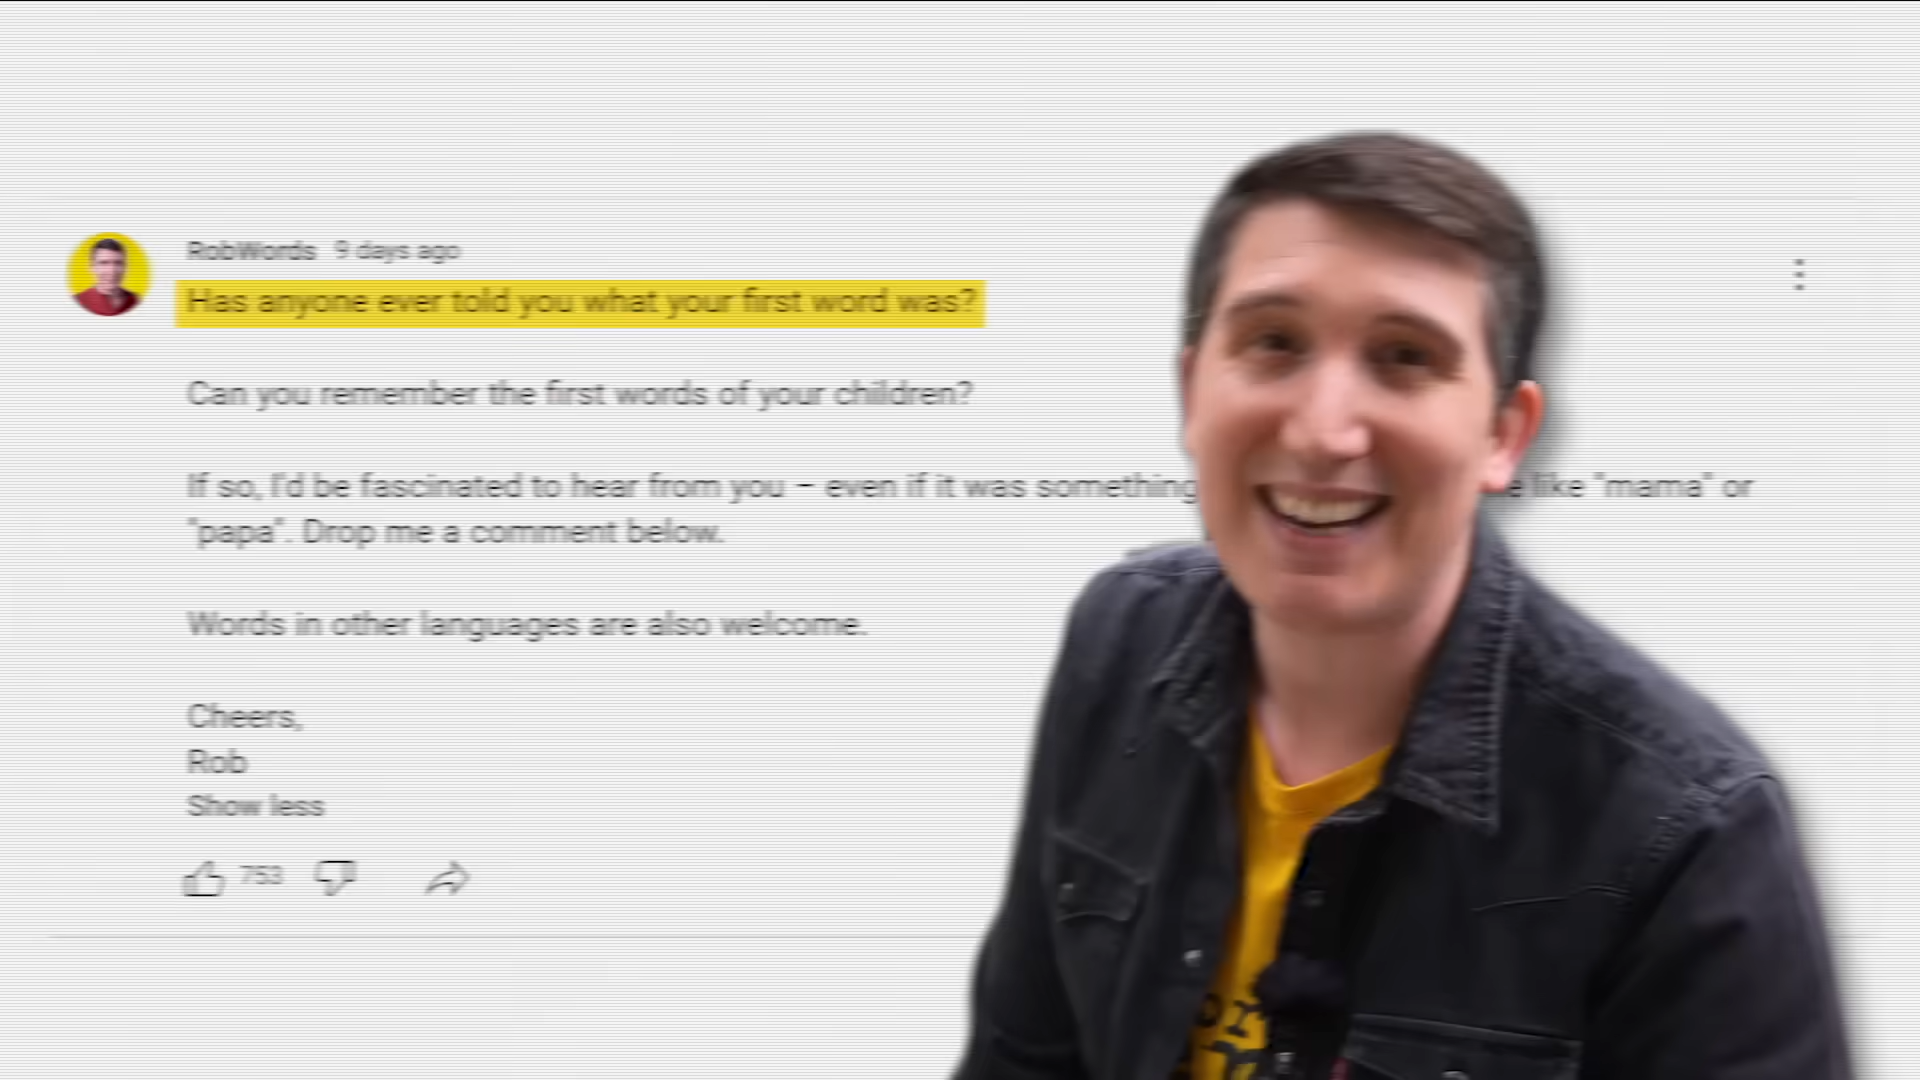 RobWords 9 days ago
Has anyone ever told you what your first word was?
Can you remember the first words of your children?
If so, I'd be fascinated to hear from you – even if it was something like "mama" or
"papa". Drop me a comment below.
Words in other languages are also welcome.
Cheers,
Rob
Show less
753